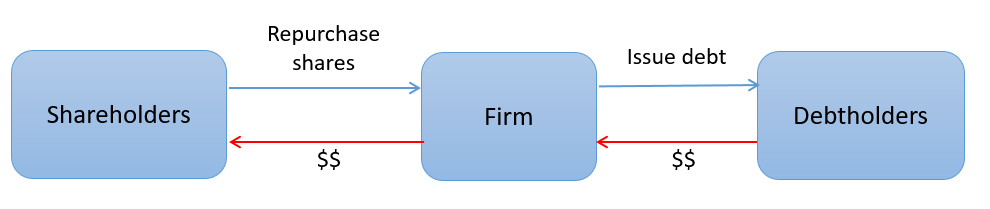 Repurchase
shares
Issue debt
Shareholders
Firm
Debtholders
$$
$$